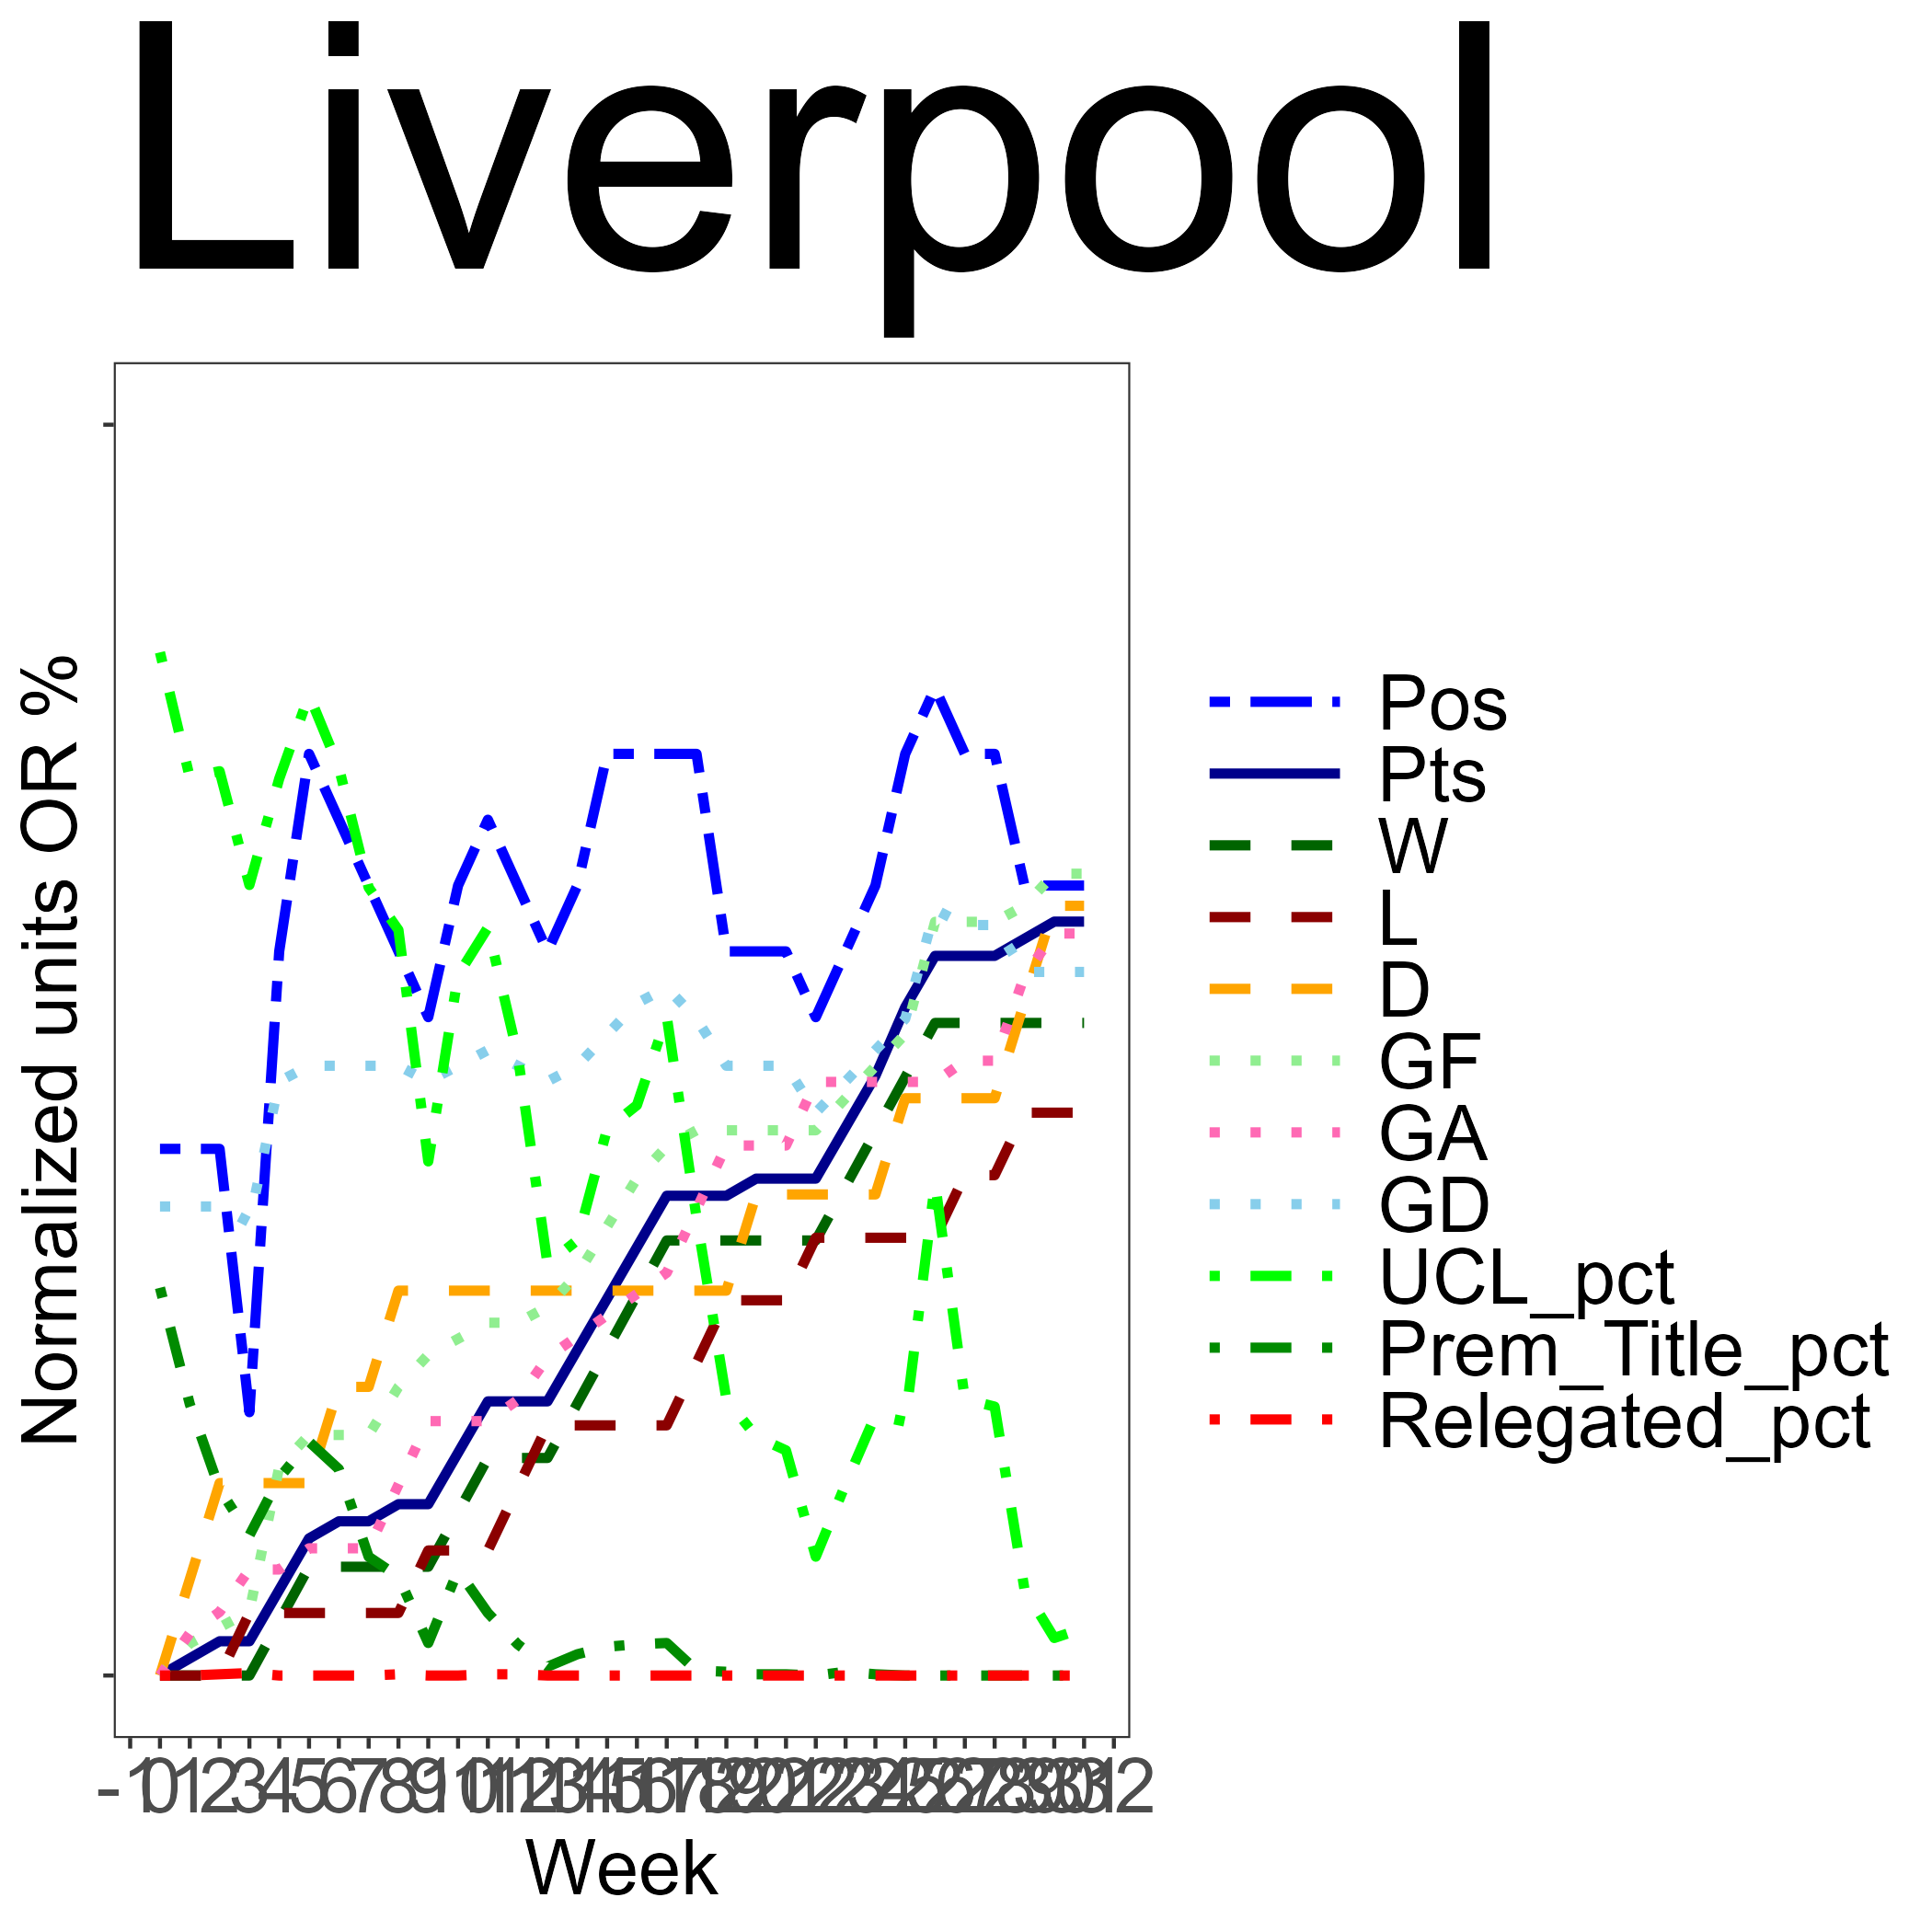 Liverpool
Normalized units OR %
Pos
Pts
W
L
D
GF
GA
GD
UCL_pct
Prem_Title_pct
Relegated_pct
Week